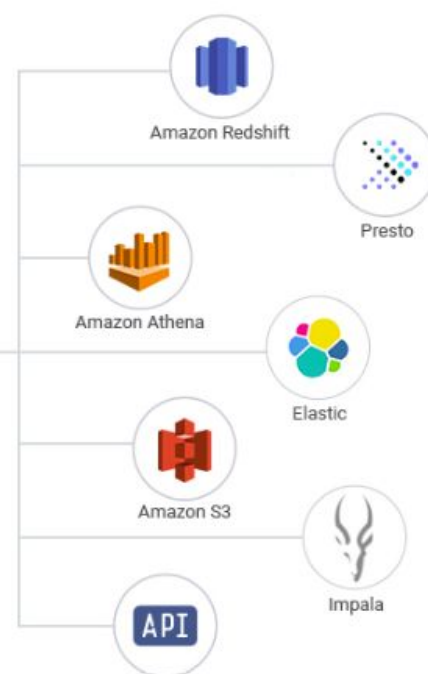 Amazon Redshift
Presto
Amazon Athena
Elastic
Amazon S3
Impala
API